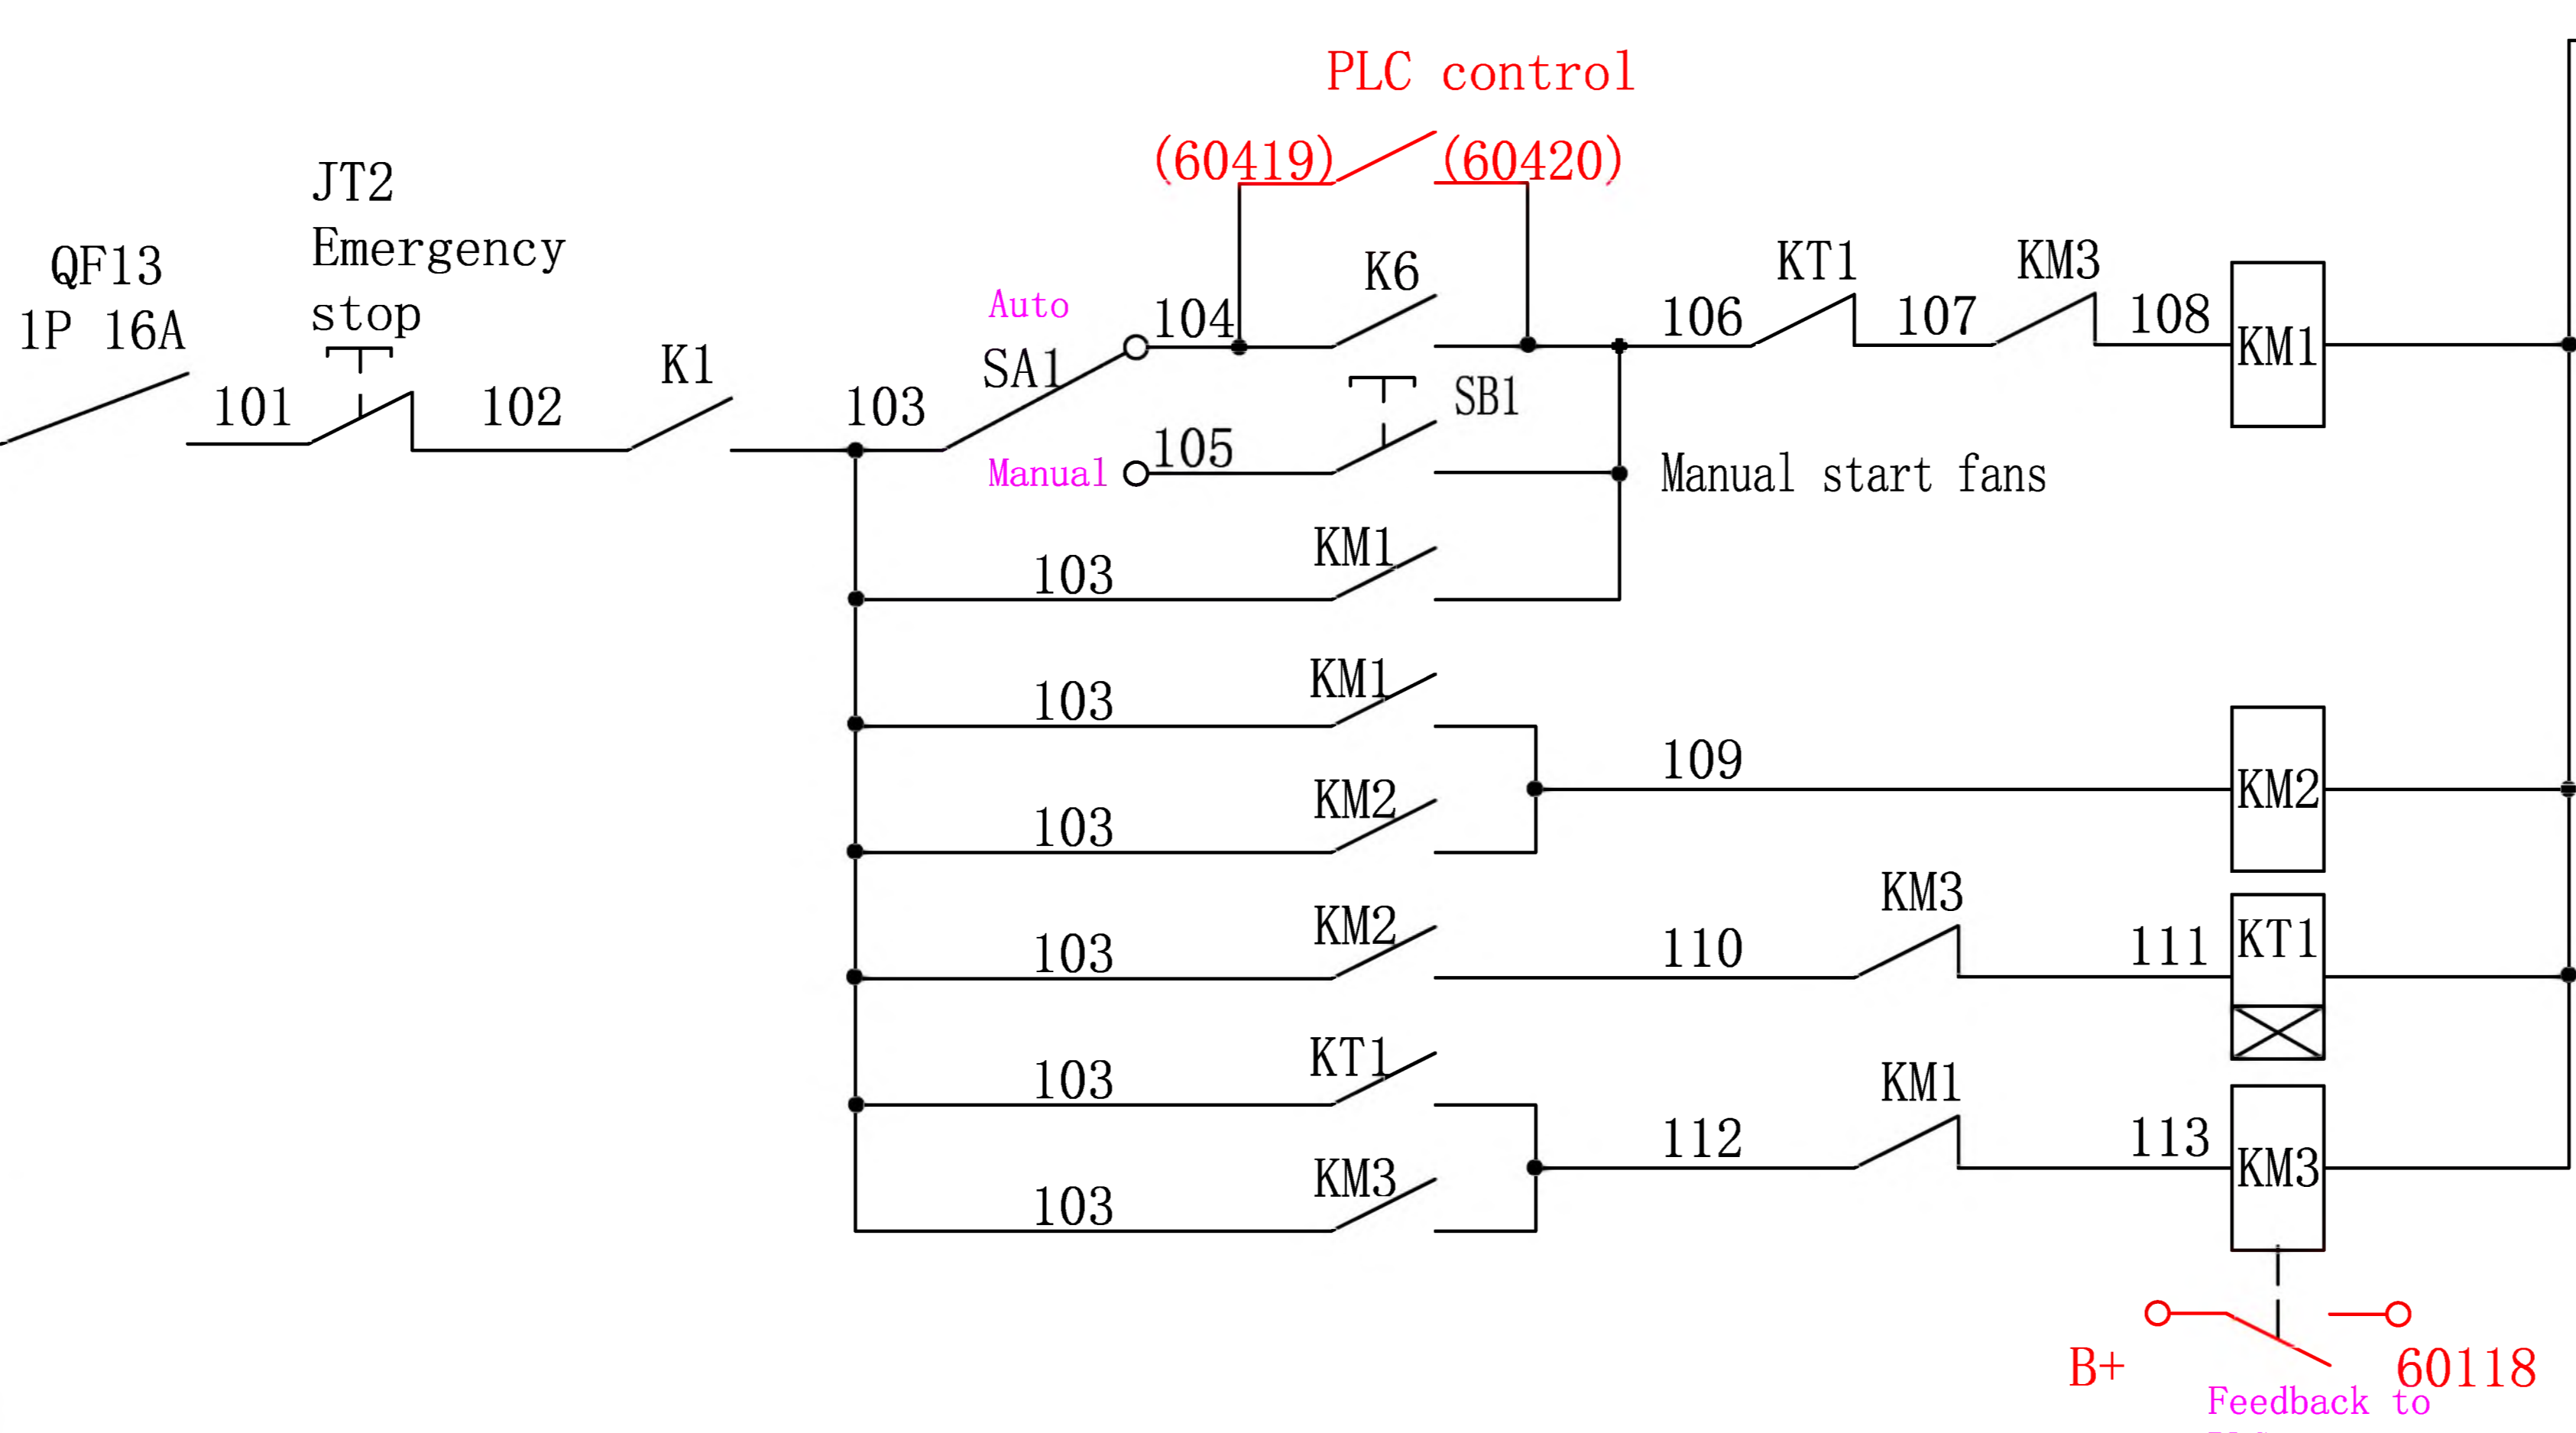 PLC control
(60419) (60420)
JT2
Emergency
stop
QF13
1P 16A
101
102
K1
103
Auto
SA1
Manual
104
K6
105
SB1
Manual start fans
106
KT1
107
KM3
108
KM1
103
KM1
103
KM1
109
KM2
103
KM2
103
KM2
110
KM3
111
KT1
103
KT1
112
KM1
113
KM3
103
KM3
B+
60118
Feedback to